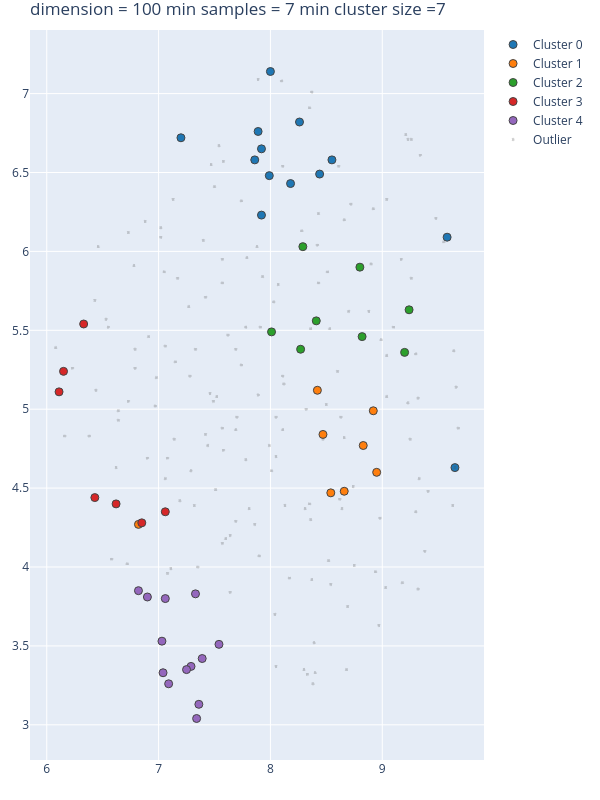 dimension = 100 min samples = 7 min cluster size =7
Cluster 0
Cluster 1
Cluster 2
Cluster 3
Cluster 4
Outlier
7
6.5
6
5.5
5
4.5
4
3.5
3
6 7 8 9